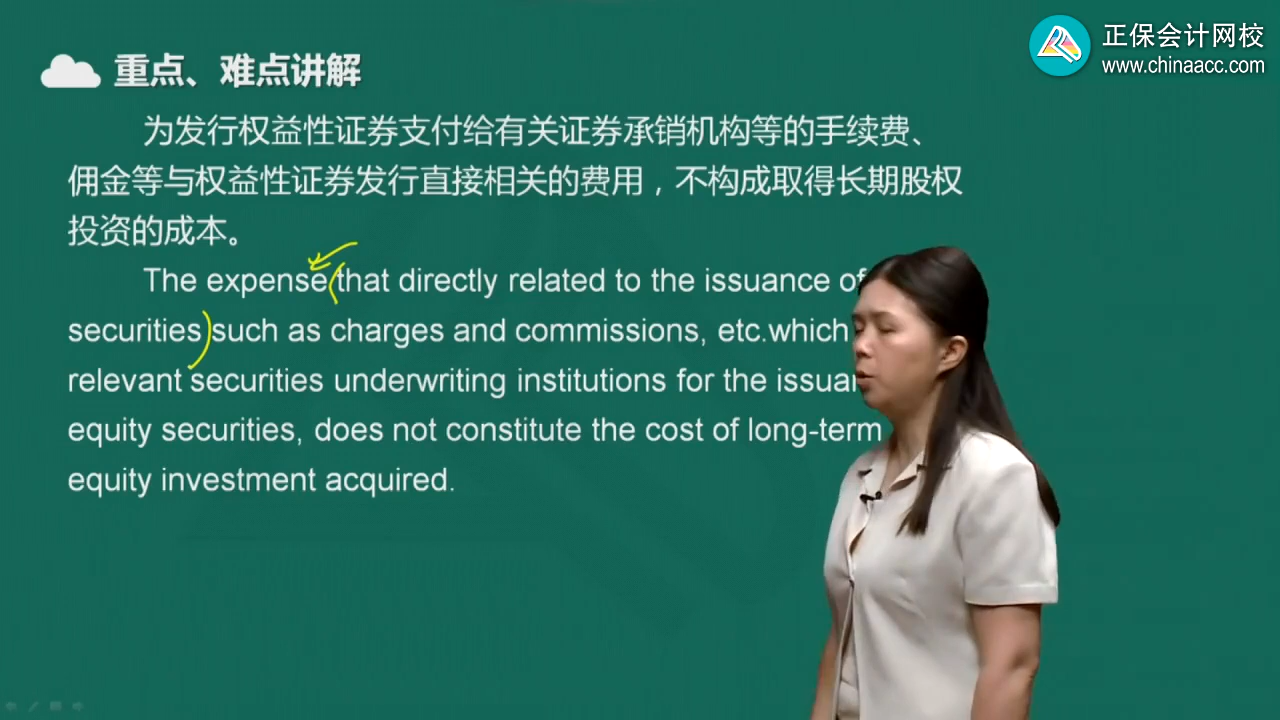 正保会计网校
www.chinaacc.com
重点、难点讲解
为发行权益性证券支付给有关证券承销机构等的手续费、
佣金等与权益性证券发行直接相关的费用，不构成取得长期股权
投资的成本。
The expense that directly related to the issuance of
securities such as charges and commissions, etc.which
relevant securities underwriting institutions for the
equity securities, does not constitute the cost of long-term
equity investment acquired.